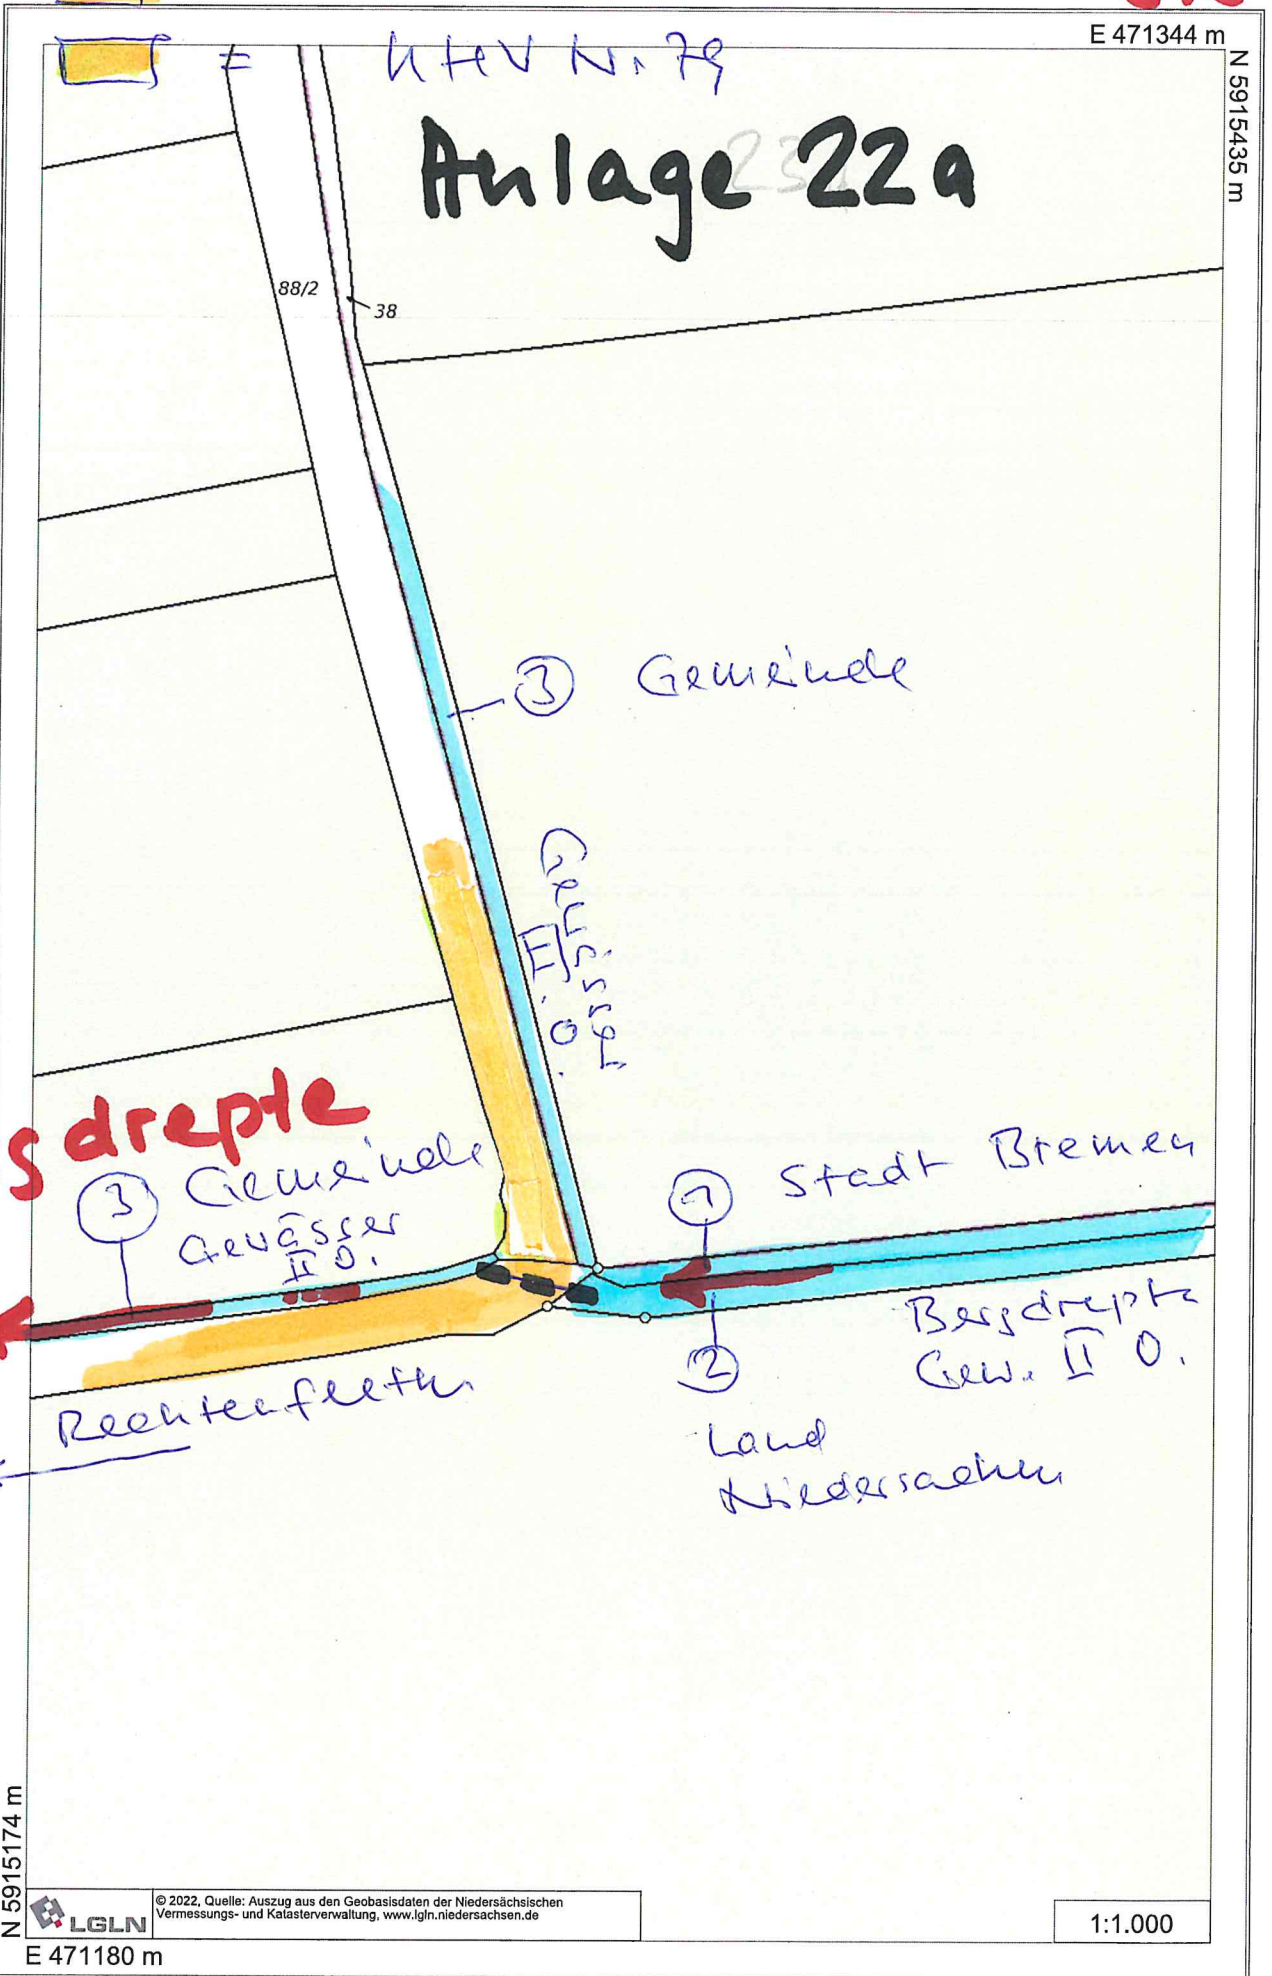 E 471344 m
N 5915435 m
= UHV Nr. 79
Anlage 22a
88/2
38
③ Gemeinde
Gewässer
II. O.
sdrepte
③ Gemeinde
Gewässer
II O.
① Stadt Bremen
Bergdrepte
Gew. II O.
②
Land
Niedersachsen
Rechtenfleth
N 5915174 m
LGLN
© 2022, Quelle: Auszug aus den Geobasisdaten der Niedersächsischen
Vermessungs- und Katasterverwaltung, www.lgln.niedersachsen.de
1:1.000
E 471180 m